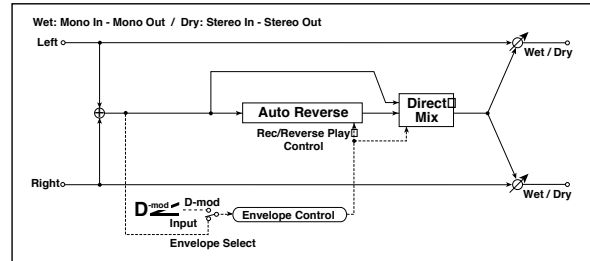 Wet: Mono In - Mono Out / Dry: Stereo In - Stereo Out
Left
Wet / Dry
Auto Reverse
Direct
Mix
Rec/Reverse Play
Control
Right
Wet / Dry
D-mod
D-mod
Input
Envelope Control
Envelope Select